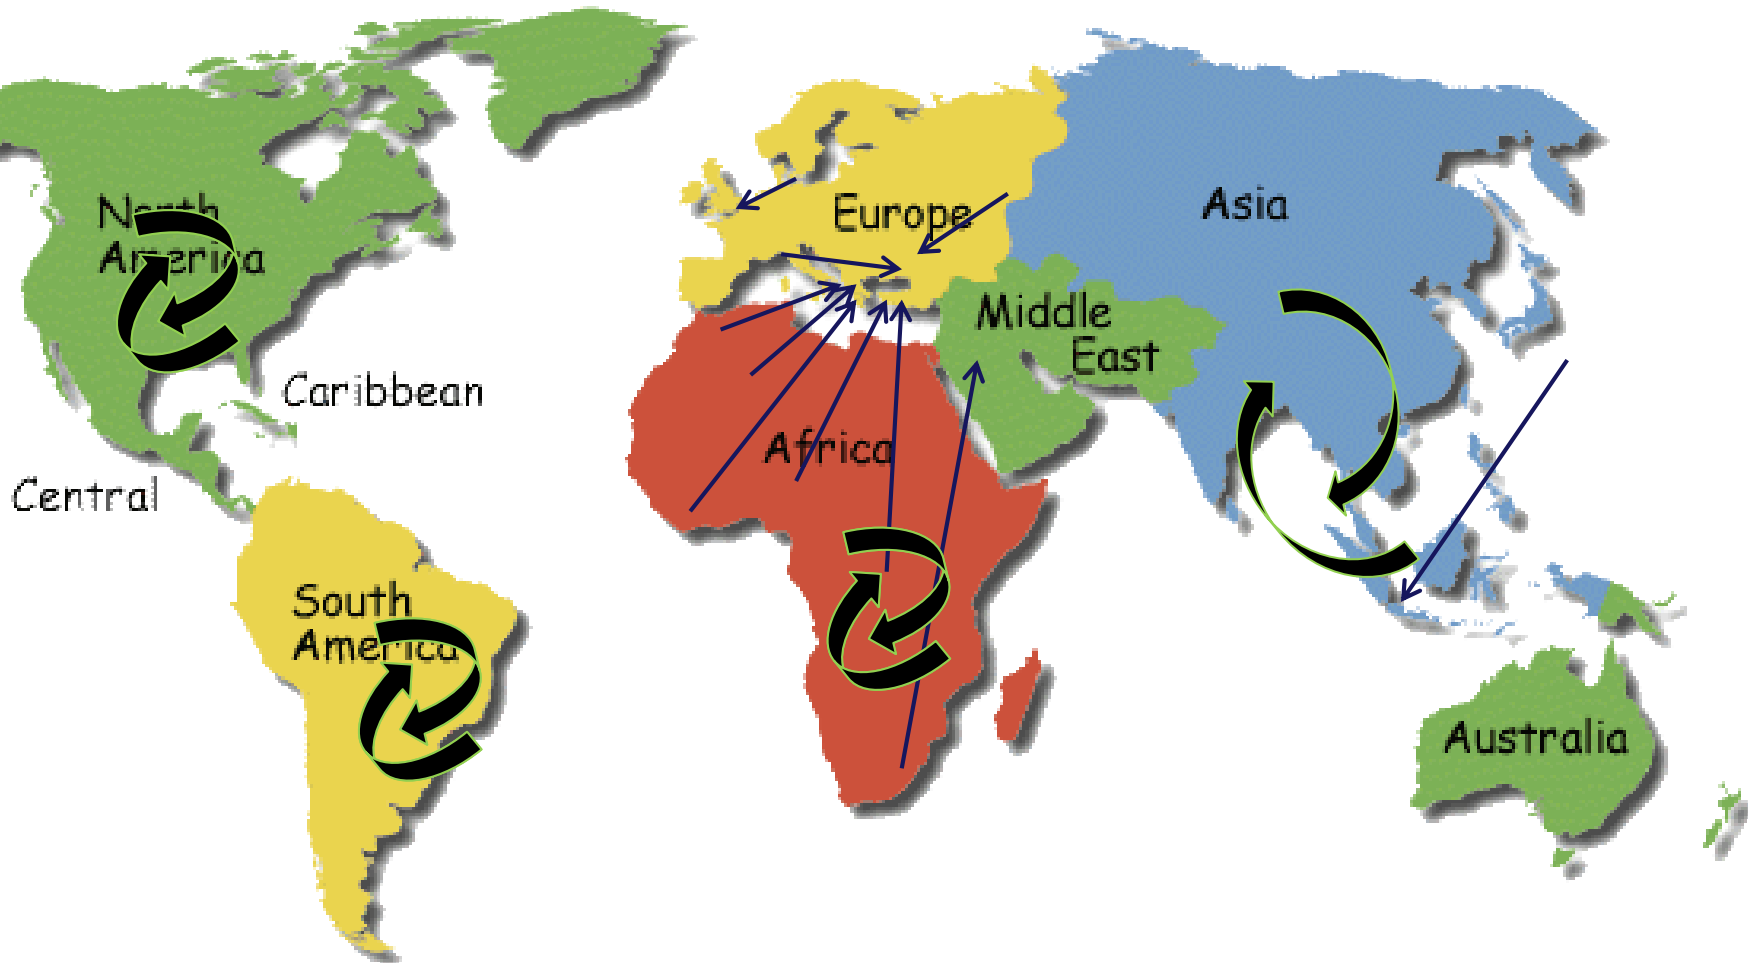 North
America
Caribbean
Central
South
America
Europe
Asia
Middle
East
Africa
Australia